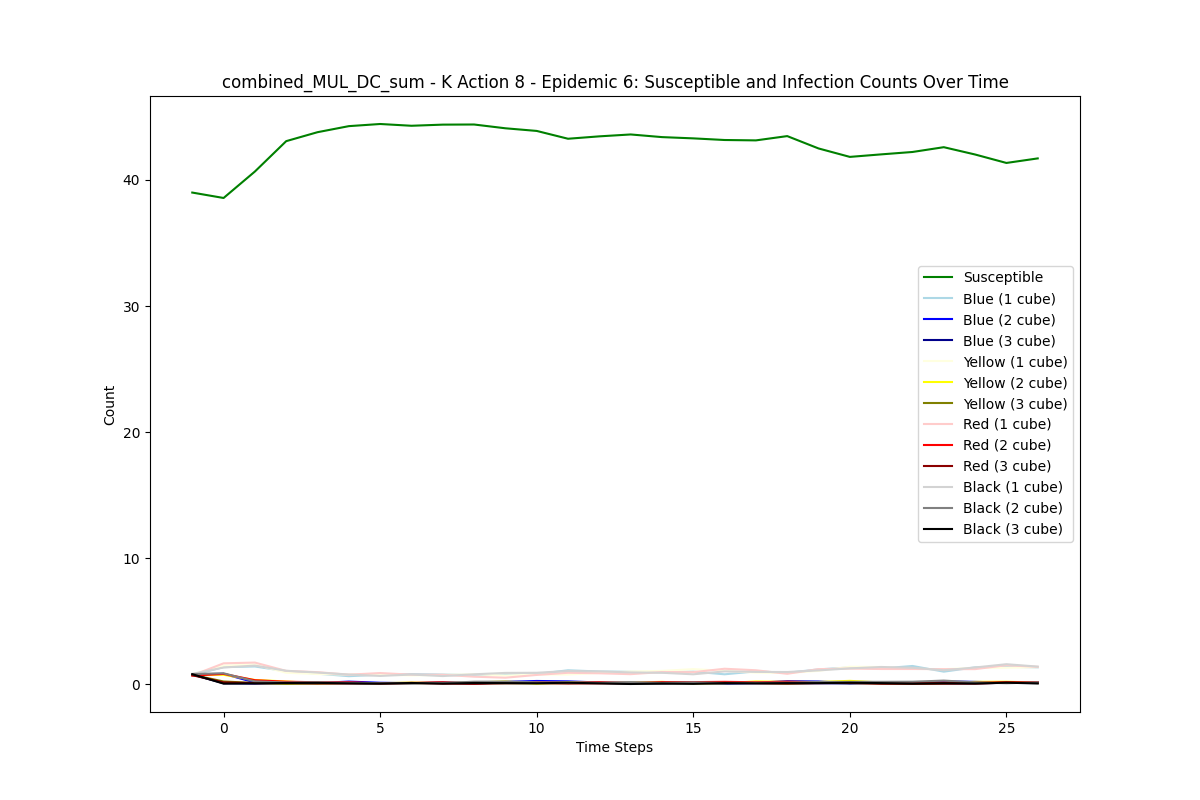 combined_MUL_DC_sum - K Action 8 - Epidemic 6: Susceptible and Infection Counts Over Time
Count
40
30
20
10
0
Susceptible
Blue (1 cube)
Blue (2 cube)
Blue (3 cube)
Yellow (1 cube)
Yellow (2 cube)
Yellow (3 cube)
Red (1 cube)
Red (2 cube)
Red (3 cube)
Black (1 cube)
Black (2 cube)
Black (3 cube)
0 5 10 15 20 25
Time Steps